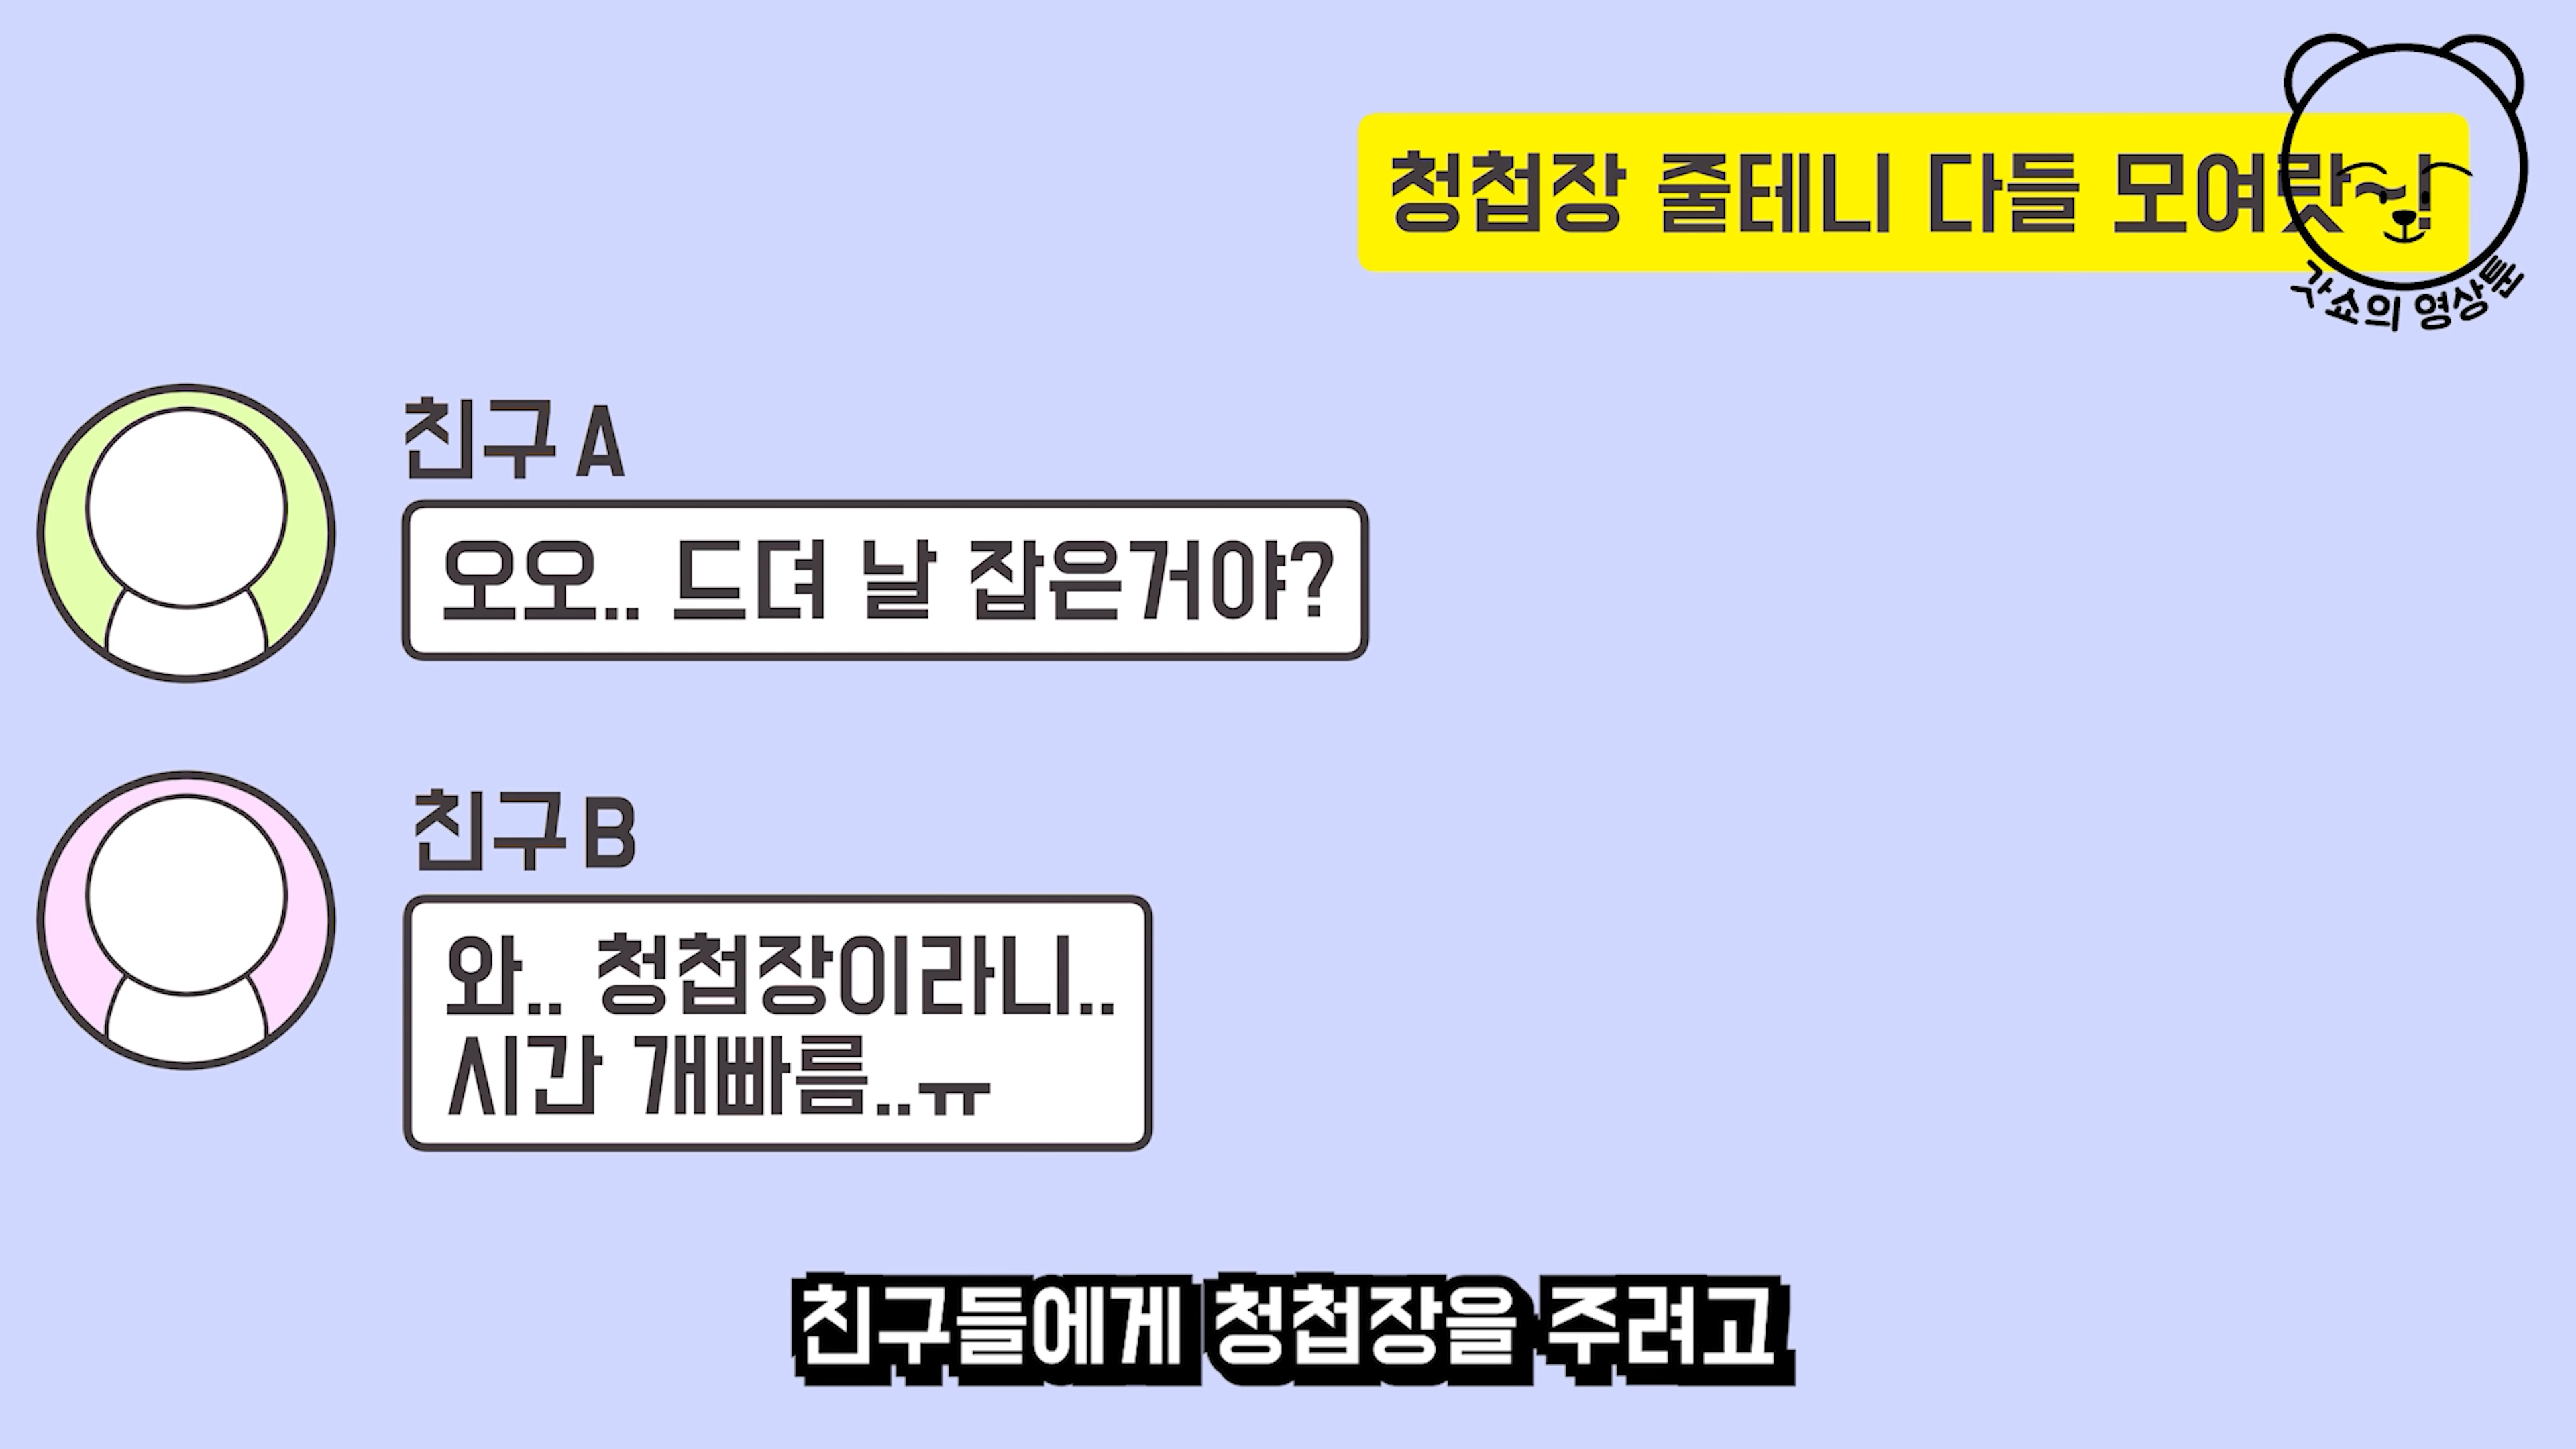 청첩장 줄테니 다들 모여랏~!
갓쇼의 영상툰
친구 A
오오.. 드뎌 날 잡은거야?
친구 B
와.. 청첩장이라니..
시간 개빠름..ㅠ
친구들에게 청첩장을 주려고